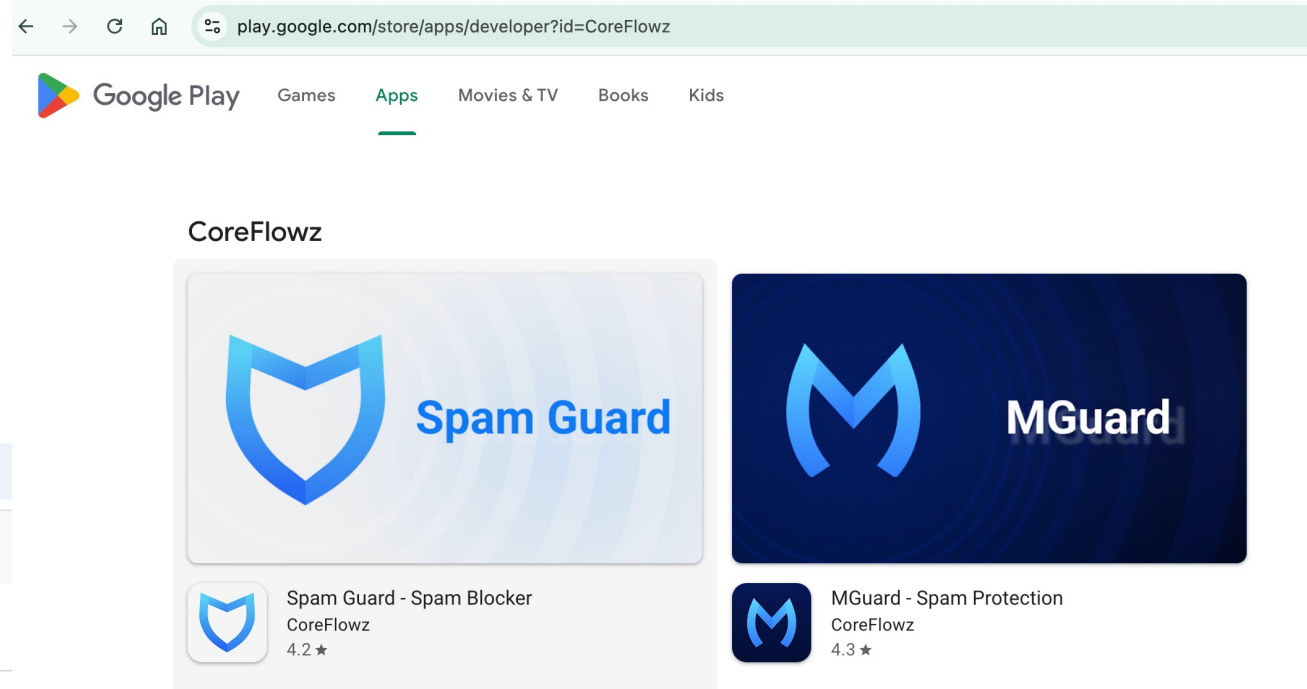 play.google.com/store/apps/developer?id=CoreFlowz
Google Play Games Apps Movies & TV Books Kids
CoreFlowz
Spam Guard
MGuard
Spam Guard - Spam Blocker
CoreFlowz
4.2 ★
MGuard - Spam Protection
CoreFlowz
4.3 ★